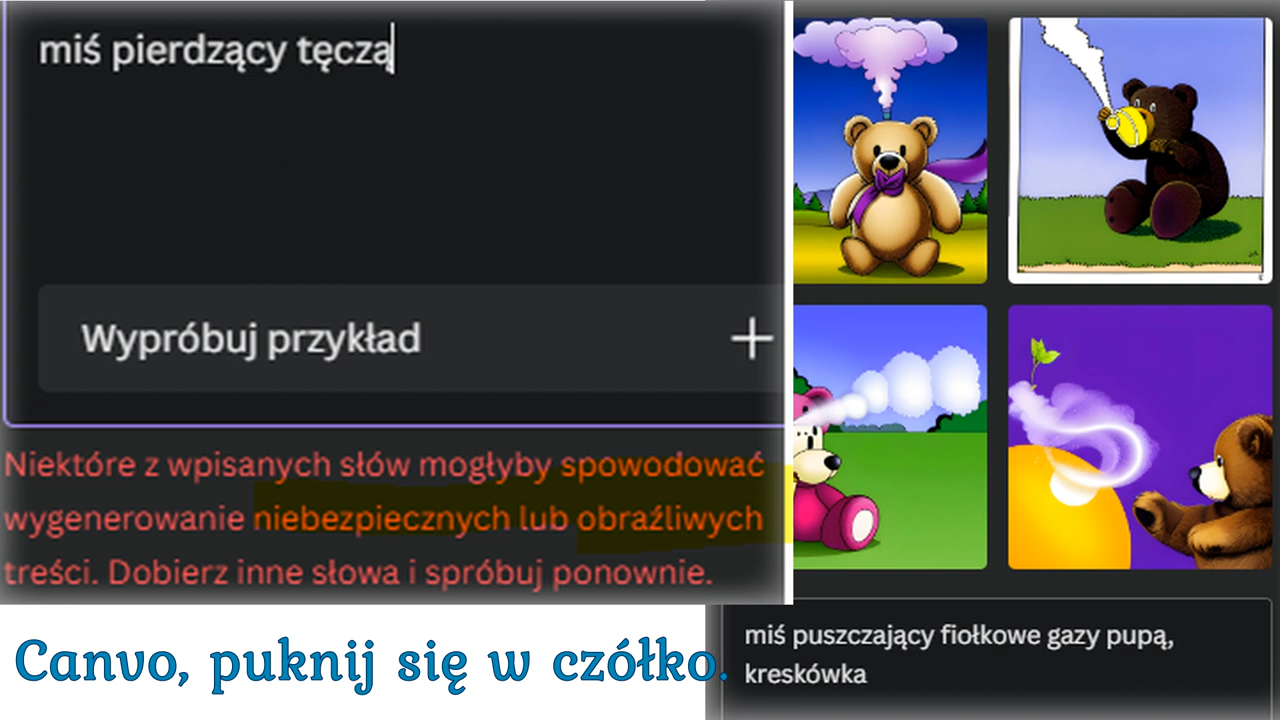 miś pierdzący tęczą
Wypróbuj przykład
Niektóre z wpisanych słów mogłyby spowodować
wygenerowanie niebezpiecznych lub obraźliwych
treści. Dobierz inne słowa i spróbuj ponownie.
Canvo, puknij się w czółko.
miś puszczający fiołkowe gazy pupą,
kreskówka